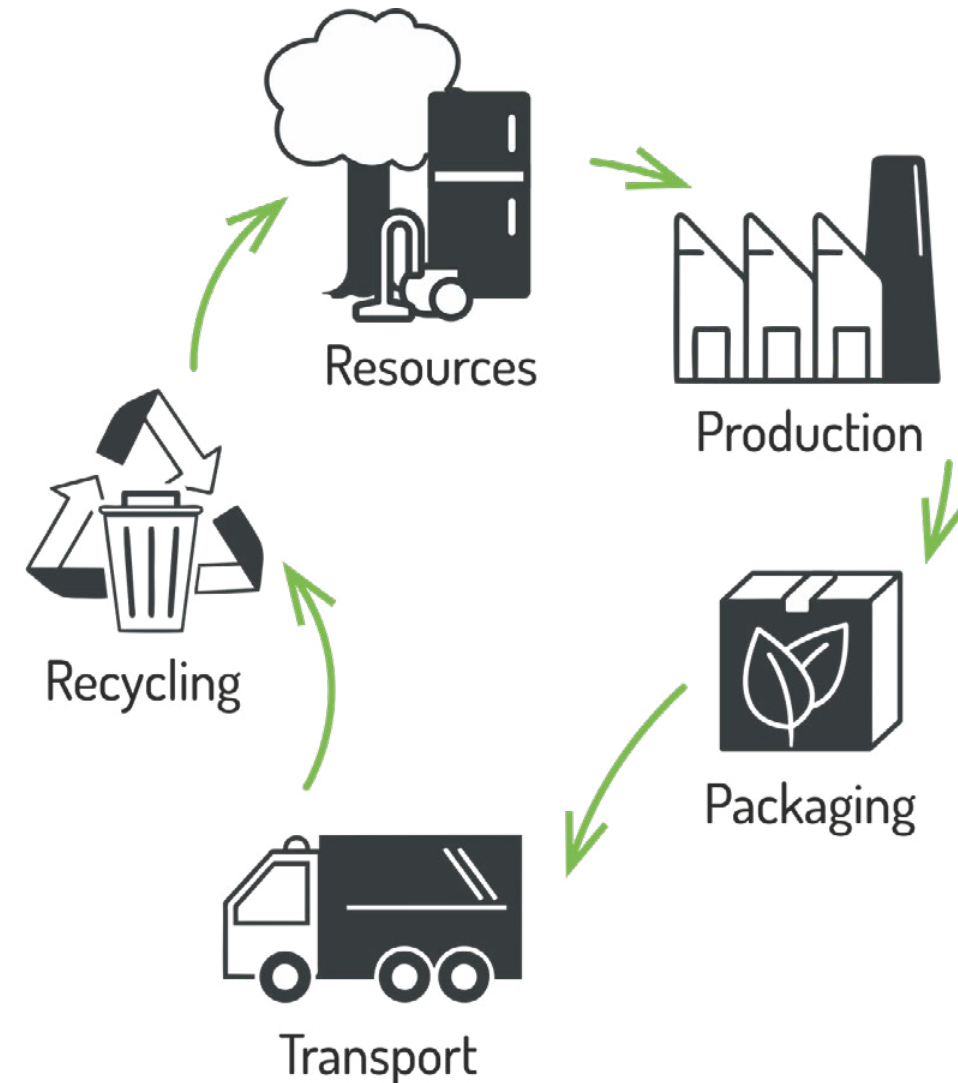 Resources
Production
Packaging
Transport
Recycling